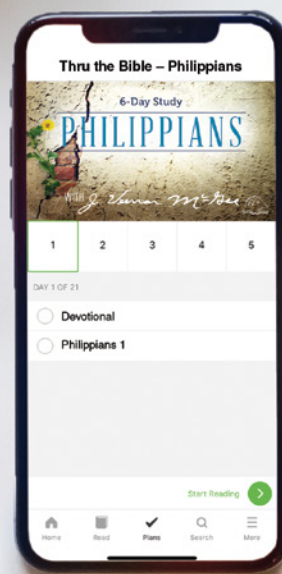 Thru the Bible – Philippians
6-Day Study
PHILIPPIANS
With J. Vernon McGee
1 2 3 4 5
DAY 1 OF 21
Devotional
Philippians 1
Start Reading
Home Read Plans Search More